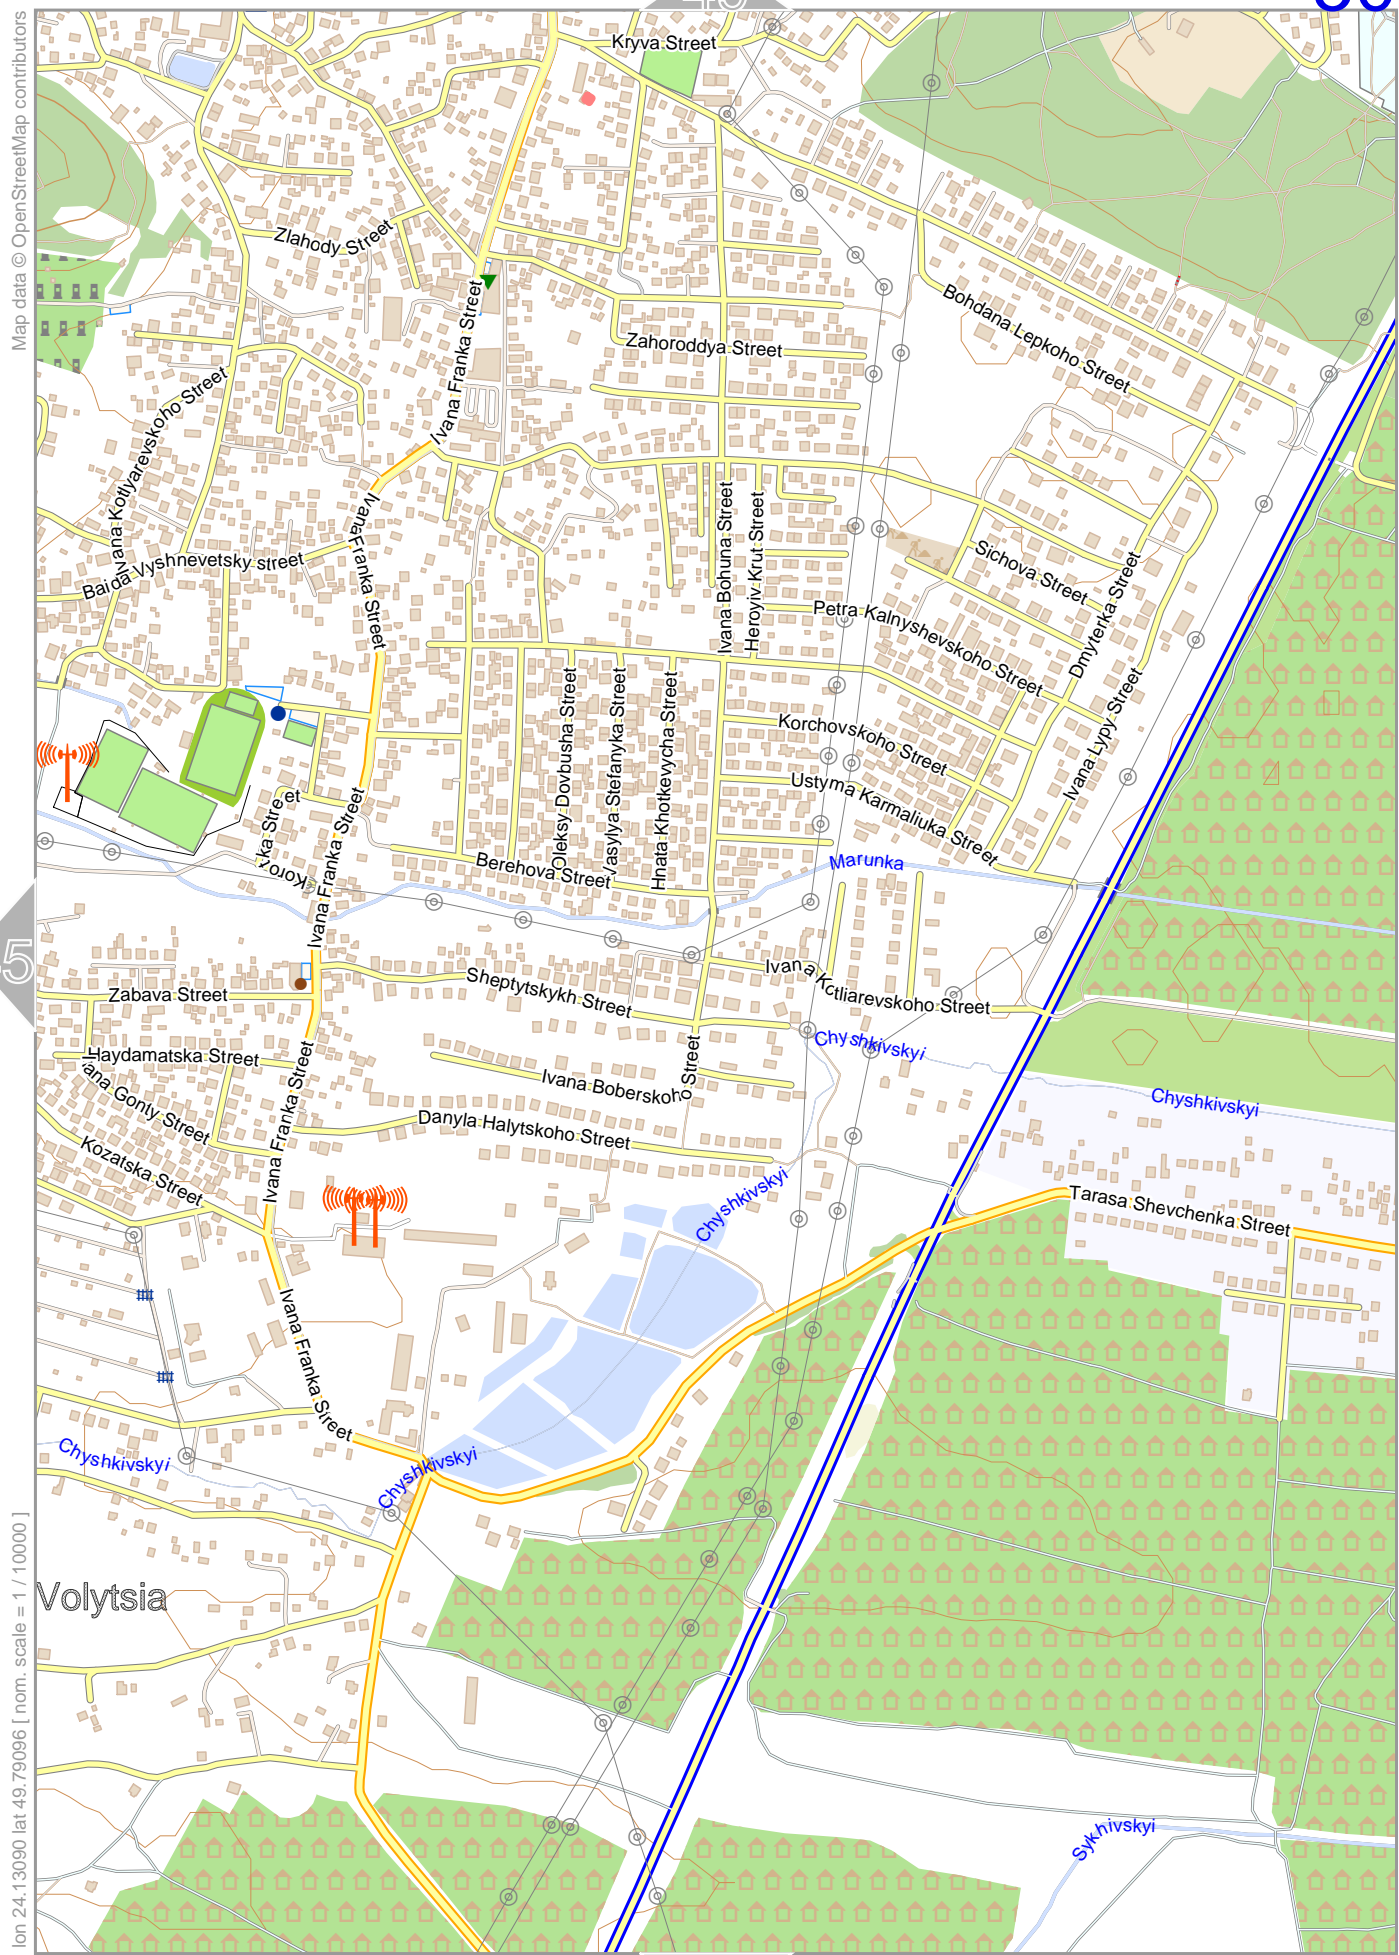 Map data © OpenStreetMap contributors
Kryva Street
Zlahody Street
Bohdana Lepkoho Street
Zahoroddya Street
Ivana Franka Street
Ivana Kotlyarevskoho Street
Ivana Franka Street
Ivana Bohuna Street
Heroyiv Krut Street
Sichova Street
Baida Vyshnevetsky street
Petra Kalnyshevskoho Street
Dmyterka Street
Oleksy Dovbusha Street
Vasylya Stefanyka Street
Hnata Khotkevycha Street
Ivana Lypy Street
Korchovskoho Street
Ustyma Karmaliuka Street
Ivana Franka Street
Berehova Street
Marunka
5
Zabava Street
Sheptytskykh Street
Ivana Kotliarevskoho Street
Chyshkivskyi
Haydamatska Street
Ivana Franka Street
Ivana Boberskoho Street
Chyshkivskyi
Ivana Gonty Street
Danyla Halytskoho Street
Kozatska Street
Chyshkivskyi
Tarasa Shevchenka Street
Ivana Franka Street
Chyshkivskyi
Chyshkivskyi
Volytsia
Sykhivskyi
lon 24.13090 lat 49.79096 [ nom. scale = 1 / 10000 ]